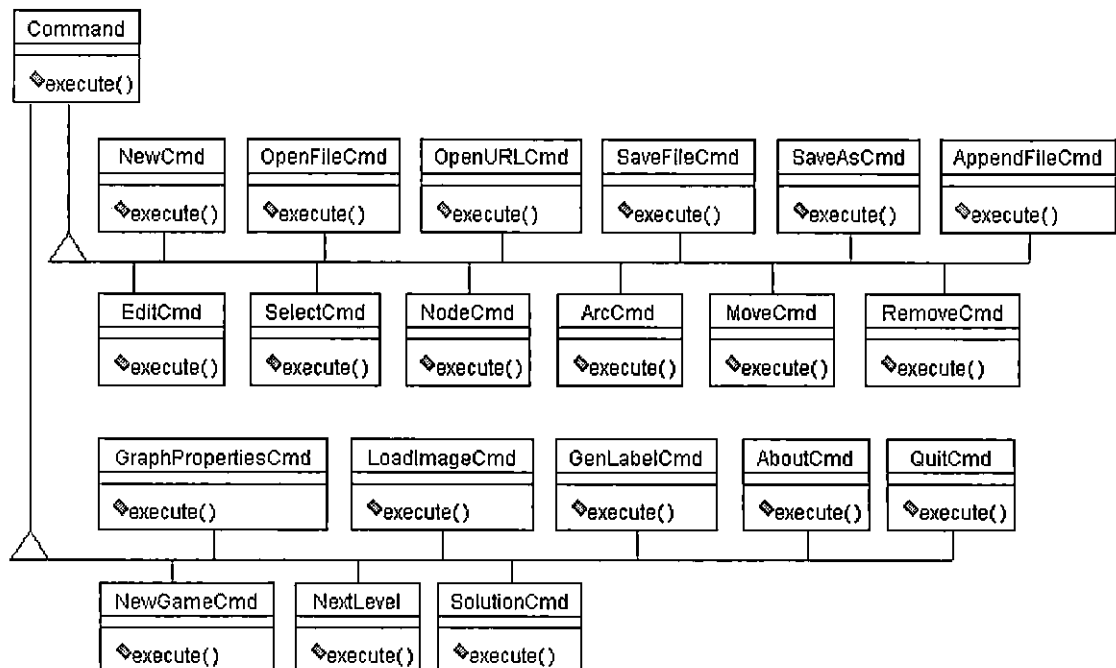 Command
execute()
NewCmd OpenFileCmd OpenURLCmd SaveFileCmd SaveAsCmd AppendFileCmd
execute() execute() execute() execute() execute() execute()
EditCmd SelectCmd NodeCmd ArcCmd MoveCmd RemoveCmd
execute() execute() execute() execute() execute() execute()
GraphPropertiesCmd LoadImageCmd GenLabelCmd AboutCmd QuitCmd
execute() execute() execute() execute() execute()
NewGameCmd NextLevel SolutionCmd
execute() execute() execute()